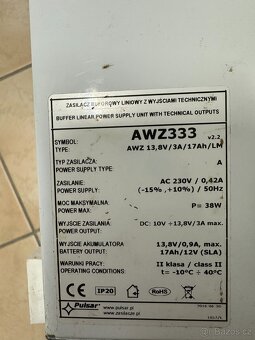 ZASILACZ BUFOROWY LINIOWY Z WYJŚCIAMI TECHNICZNYMI
BUFFER LINEAR POWER SUPPLY UNIT WITH TECHNICAL OUTPUTS
SYMBOL: AWZ333 v2.2
TYPE: AWZ 13,8V/3A/17Ah/LM
TYP ZASILACZA: A
POWER SUPPLY TYPE:
ZASILANIE: AC 230V / 0,42A
POWER SUPPLY: (-15%, +10%) / 50Hz
MOC MAKSYMALNA P= 38W
POWER MAX:
WYJŚCIE ZASILANIA DC: 10V ÷13,8V/3A max.
POWER OUTPUT:
WYJŚCIE AKUMULATORA 13,8V/0,9A, max.
BATTERY OUTPUT: 17Ah/12V (SLA)
WARUNKI PRACY: II klasa / class II
OPERATING CONDITIONS: t= -10°C ÷ 40°C
CE IP20 RoHS
Pulsar
www.pulsar.pl
www.zasilacze.pl